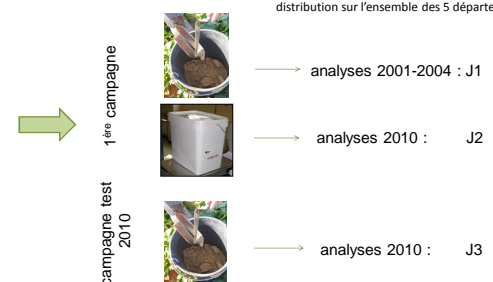 distribution sur l'ensemble des 5 départe
1ère campagne
analyses 2001-2004 : J1
analyses 2010 : J2
campagne test
2010
analyses 2010 : J3